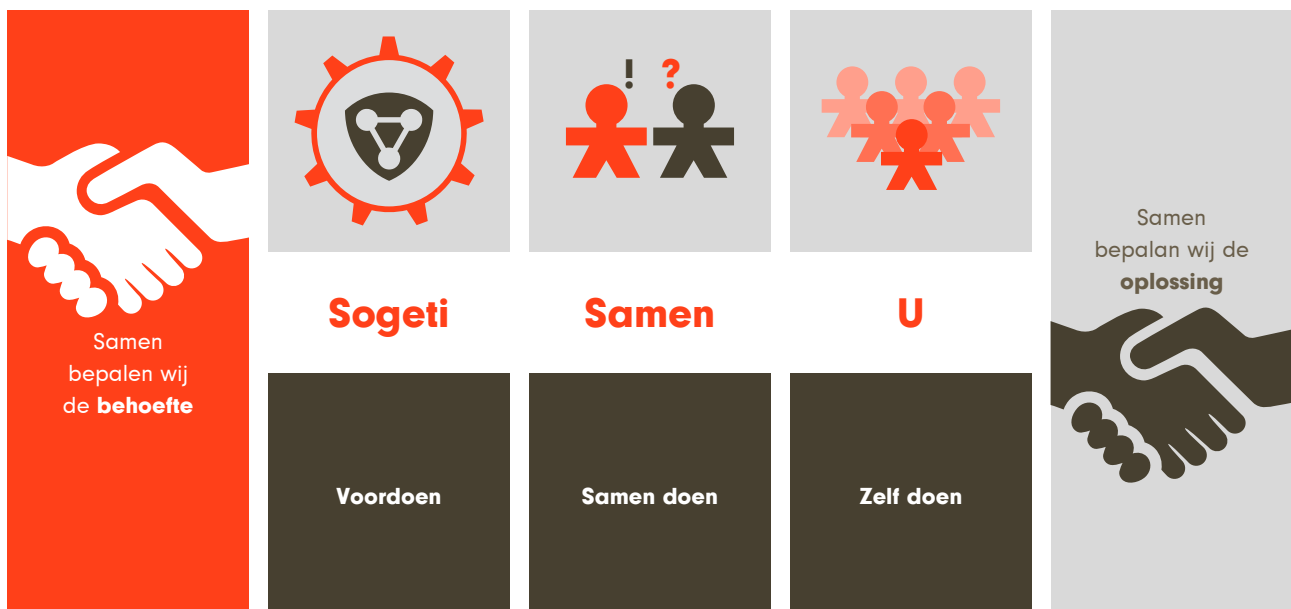 Samen
bepalen wij
de behoefte
! ?
Sogeti
Samen
U
Voordoen
Samen doen
Zelf doen
Samen
bepalan wij de
oplossing